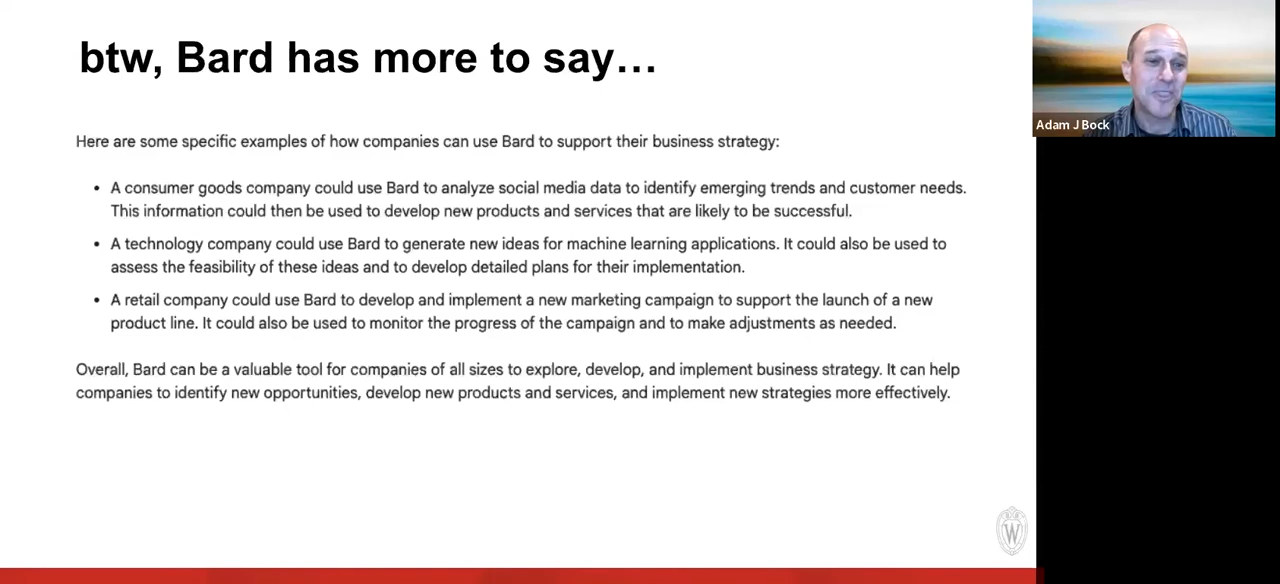 btw, Bard has more to say…
Adam J Bock
Here are some specific examples of how companies can use Bard to support their business strategy:
• A consumer goods company could use Bard to analyze social media data to identify emerging trends and customer needs.
This information could then be used to develop new products and services that are likely to be successful.
• A technology company could use Bard to generate new ideas for machine learning applications. It could also be used to
assess the feasibility of these ideas and to develop detailed plans for their implementation.
• A retail company could use Bard to develop and implement a new marketing campaign to support the launch of a new
product line. It could also be used to monitor the progress of the campaign and to make adjustments as needed.
Overall, Bard can be a valuable tool for companies of all sizes to explore, develop, and implement business strategy. It can help
companies to identify new opportunities, develop new products and services, and implement new strategies more effectively.
W